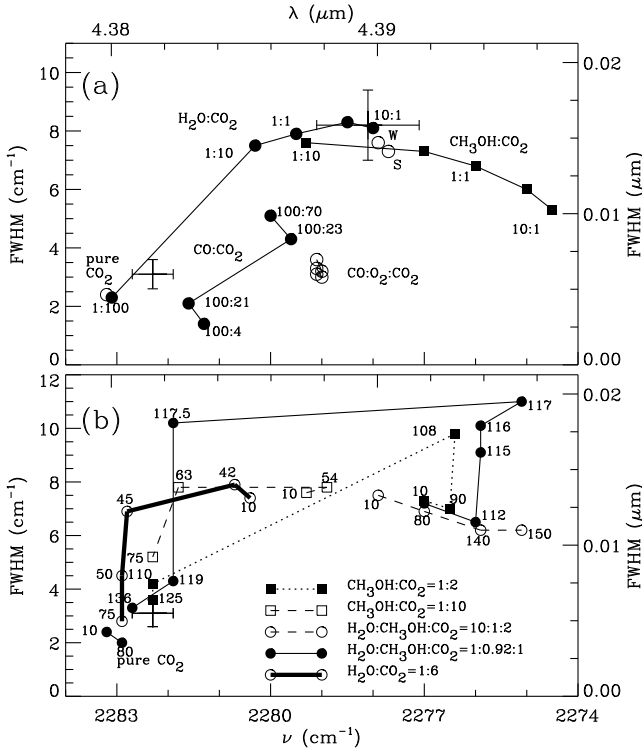 λ (μm)
4.38 4.39
(a)
FWHM (cm⁻¹)
10
8
6
4
2
0
0.02
0.01
0.00
FWHM (μm)
H₂O:CO₂
1:1
10:1
1:10
1:10
W
S
CH₃OH:CO₂
1:1
10:1
100:70
100:23
CO:CO₂
pure
CO₂
1:100
100:21
100:4
CO:O₂:CO₂
(b)
FWHM (cm⁻¹)
12
10
8
6
4
2
0
0.02
0.01
0.00
FWHM (μm)
117.5
117
116
115
108
63
42
54
10
10
10
10
90
45
80
112
140
150
75
50
110
119
136
125
75
10
80
pure CO₂
CH₃OH:CO₂=1:2
CH₃OH:CO₂=1:10
H₂O:CH₃OH:CO₂=10:1:2
H₂O:CH₃OH:CO₂=1:0.92:1
H₂O:CO₂=1:6
2283 2280 2277 2274
ν (cm⁻¹)